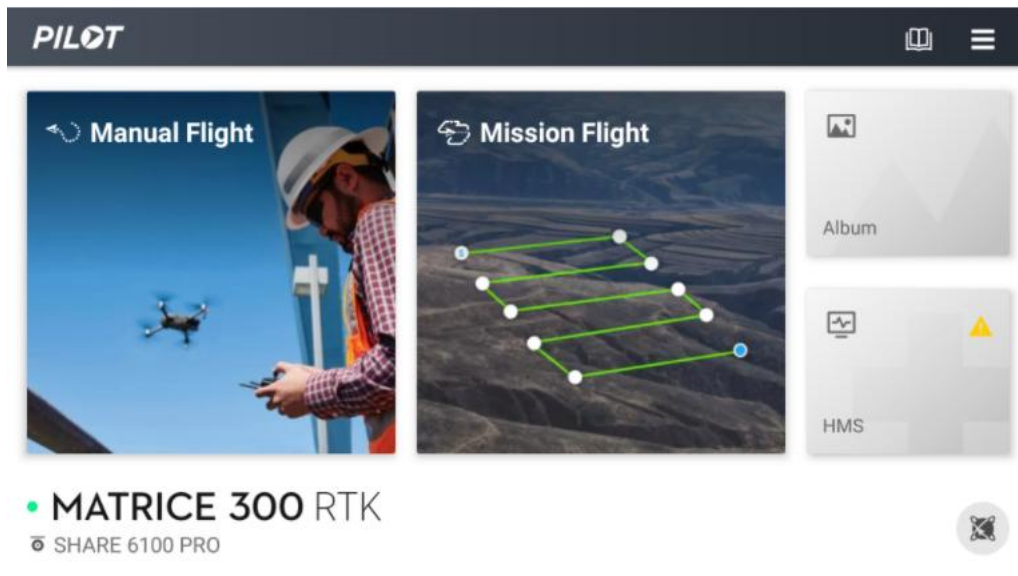 PILOT
Manual Flight
Mission Flight
Album
HMS
MATRICE 300 RTK
SHARE 6100 PRO